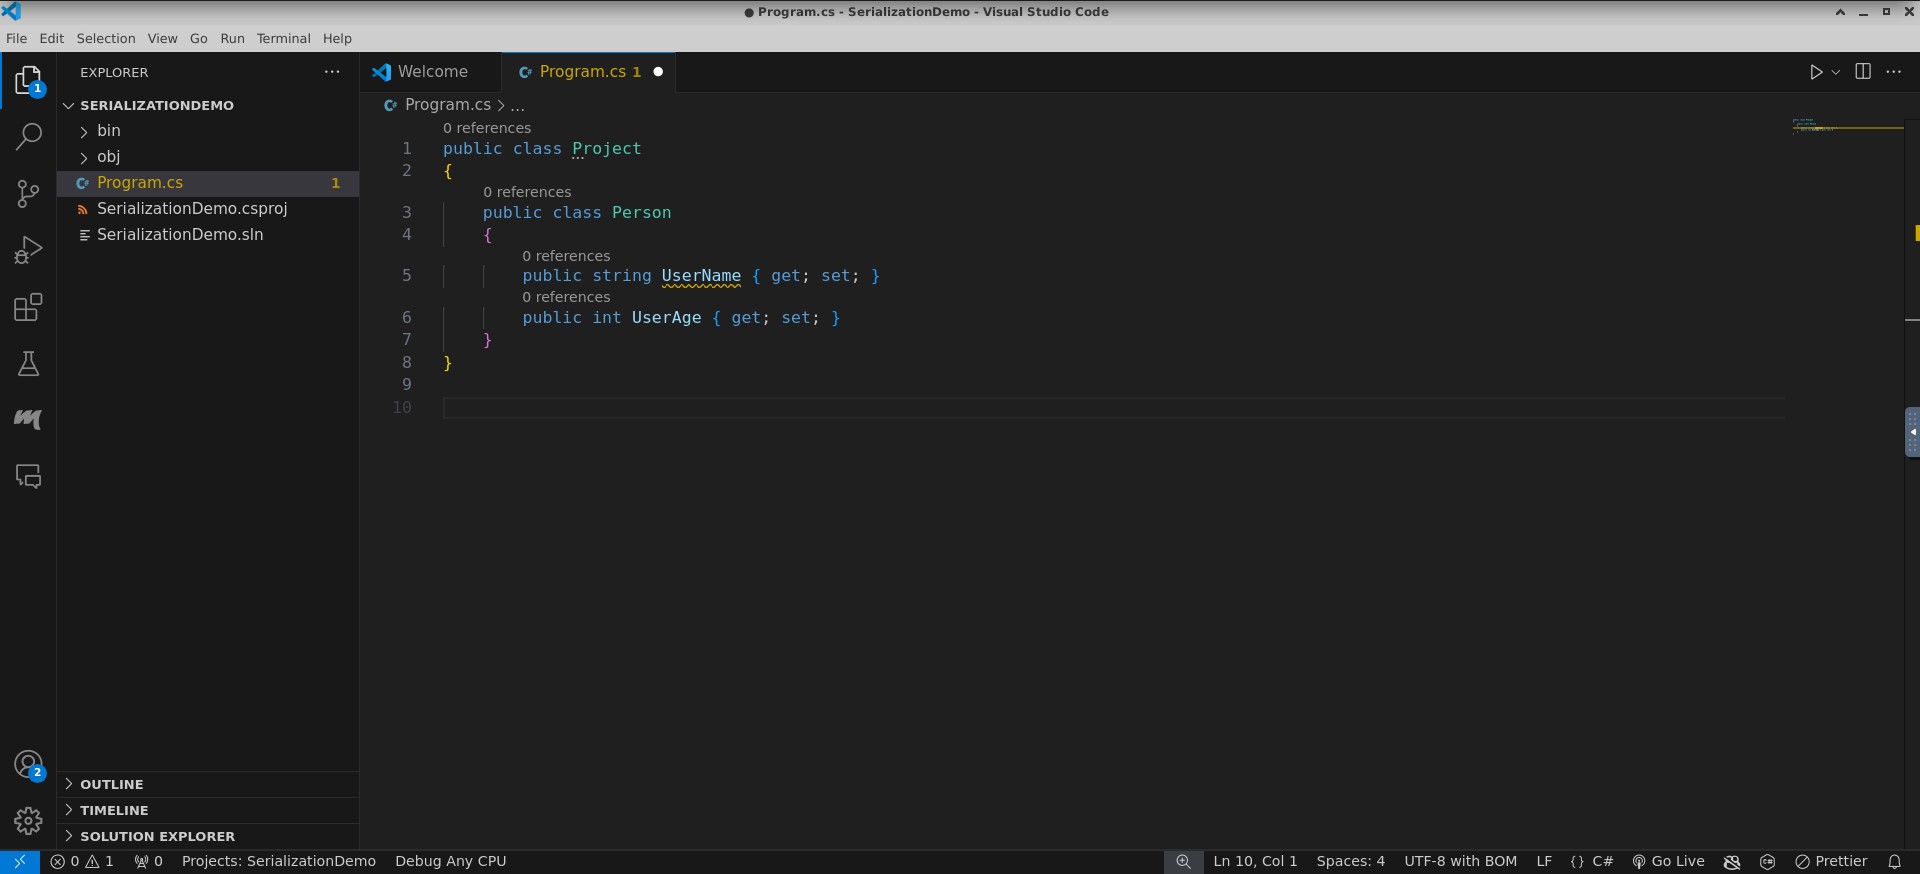 Program.cs - SerializationDemo - Visual Studio Code
File Edit Selection View Go Run Terminal Help
EXPLORER
Welcome
Program.cs 1
SERIALIZATIONDEMO
bin
obj
Program.cs 1
SerializationDemo.csproj
SerializationDemo.sln
Program.cs > ...
0 references
1 public class Project
2 {
0 references
3 public class Person
4 {
0 references
5 public string UserName { get; set; }
0 references
6 public int UserAge { get; set; }
7 }
8 }
9
10
1
2
OUTLINE
TIMELINE
SOLUTION EXPLORER
0 1 0 Projects: SerializationDemo Debug Any CPU Ln 10, Col 1 Spaces: 4 UTF-8 with BOM LF {} C# Go Live Prettier